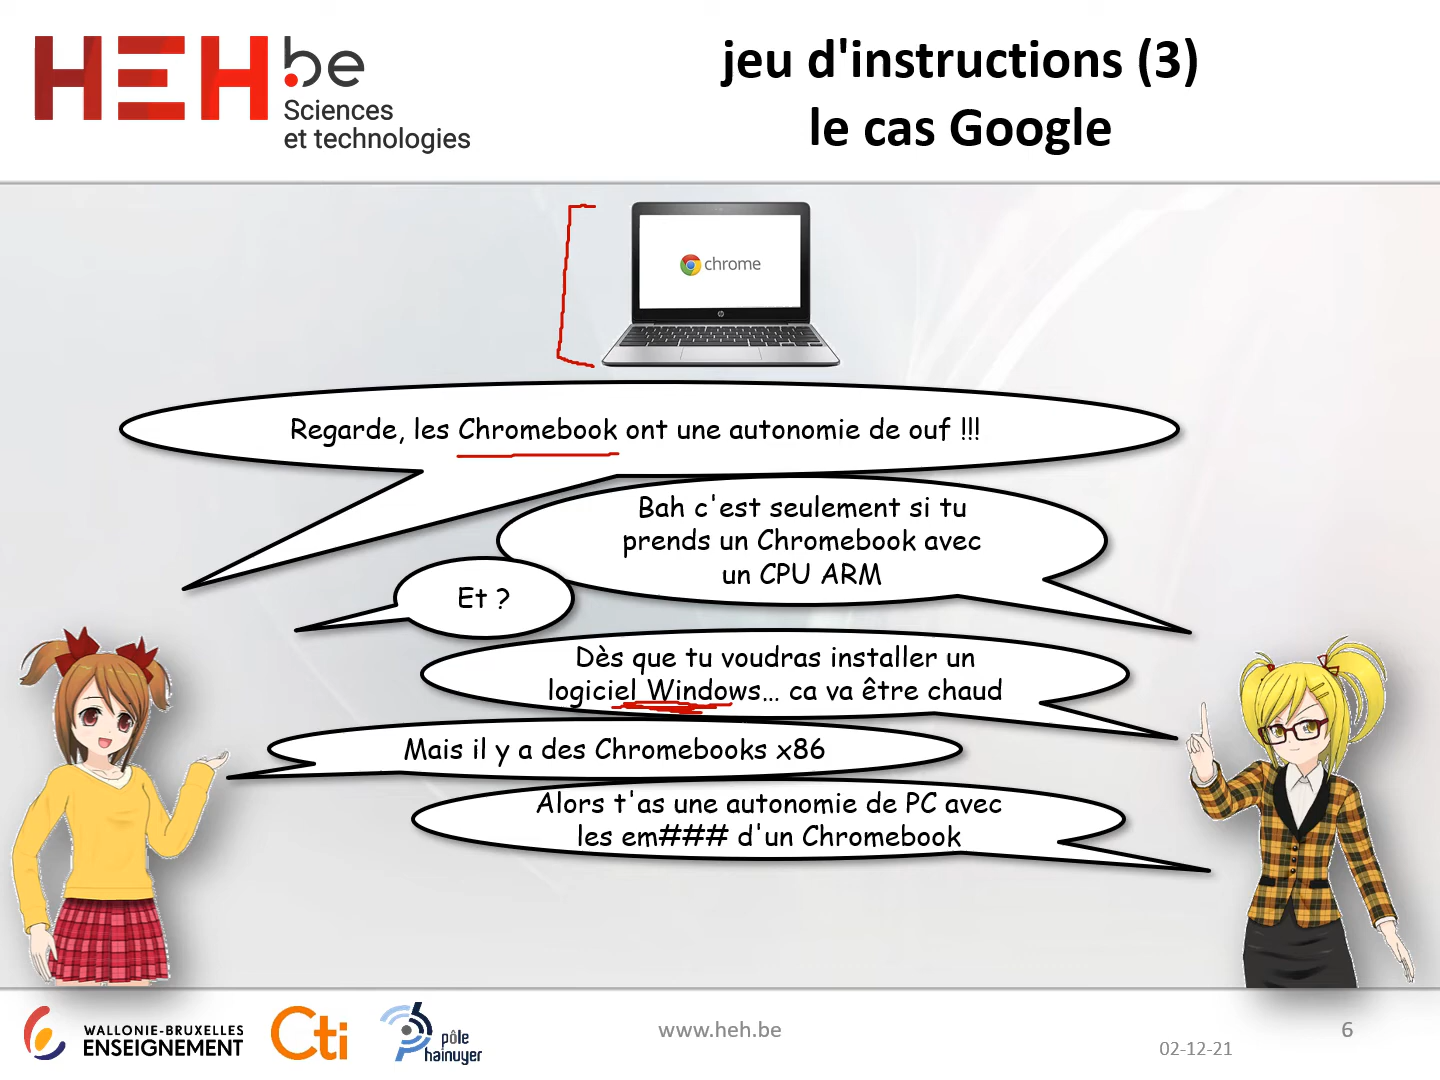 HEH.be
Sciences
et technologies
jeu d'instructions (3)
le cas Google
chrome
hp
Regarde, les Chromebook ont une autonomie de ouf !!!
Bah c'est seulement si tu
prends un Chromebook avec
un CPU ARM
Et ?
Dès que tu voudras installer un
logiciel Windows... ca va être chaud
Mais il y a des Chromebooks x86
Alors t'as une autonomie de PC avec
les em### d'un Chromebook
WALLONIE-BRUXELLES
ENSEIGNEMENT
Cti
pôle
hainuyer
www.heh.be
6
02-12-21